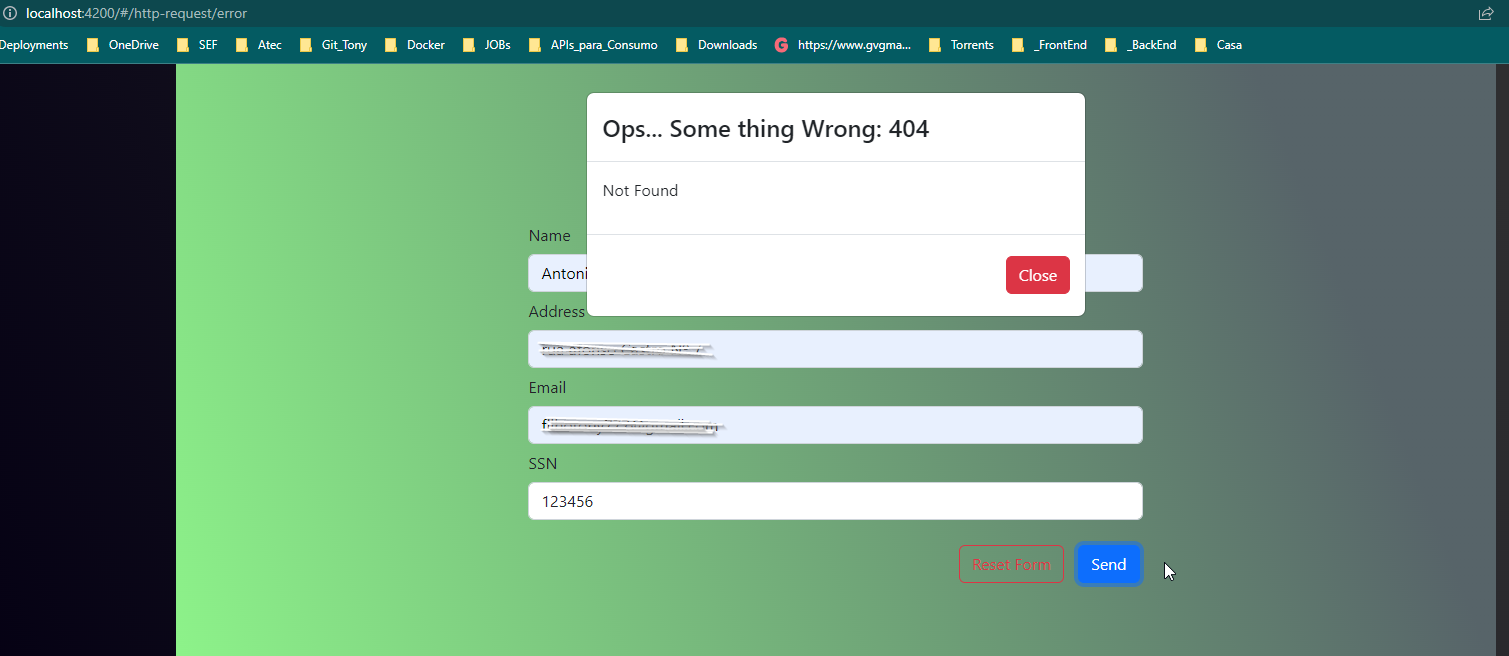 localhost:4200/#/http-request/error
Deployments OneDrive SEF Atec Git_Tony Docker JOBs APIs_para_Consumo Downloads https://www.gvgma... Torrents _FrontEnd _BackEnd Casa
Ops... Some thing Wrong: 404
Not Found
Close
Name
Antoni
Address
Email
SSN
123456
Reset Form Send